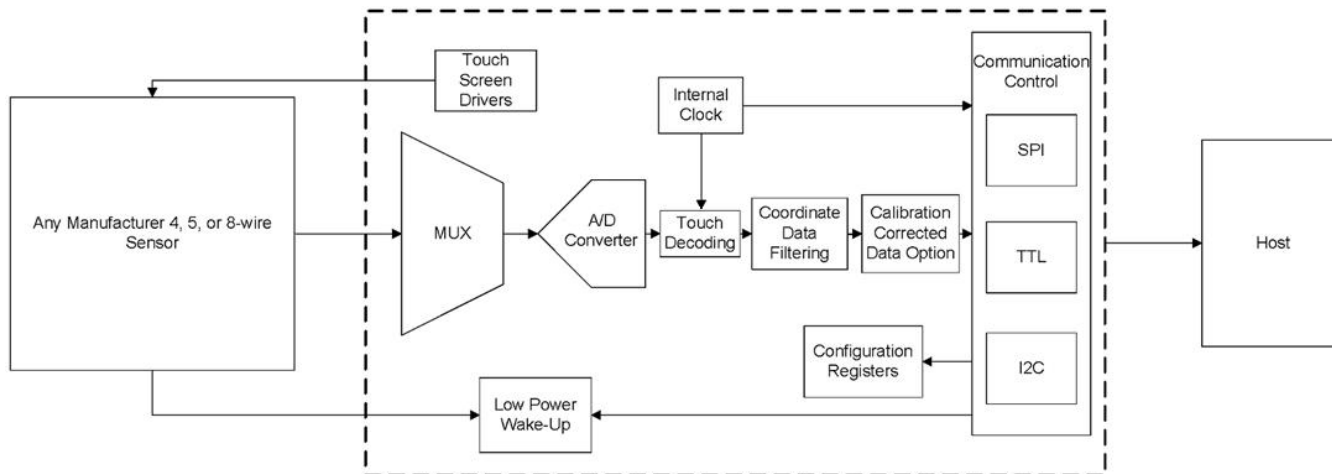 Touch
Screen
Drivers
Communication
Control
Internal
Clock
SPI
Any Manufacturer 4, 5, or 8-wire
Sensor
MUX
A/D
Converter
Touch
Decoding
Coordinate
Data
Filtering
Calibration
Corrected
Data Option
TTL
Host
Configuration
Registers
I2C
Low Power
Wake-Up